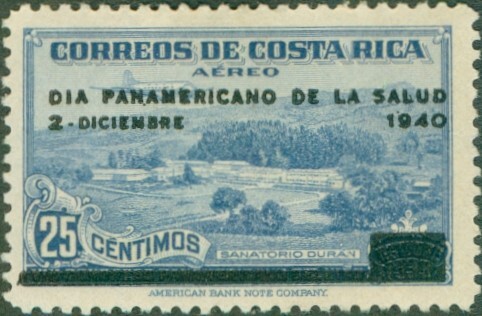 CORREOS DE COSTA RICA
AÉREO
DIA PANAMERICANO DE LA SALUD
2 - DICIEMBRE 1940
25 CENTIMOS
SANATORIO DURAN
AMERICAN BANK NOTE COMPANY.